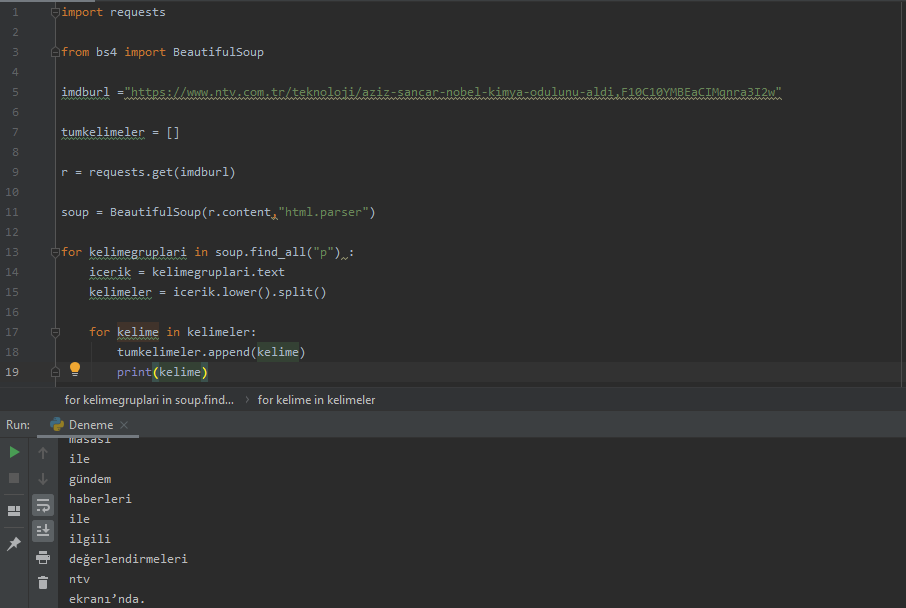 1 import requests
2
3 from bs4 import BeautifulSoup
4
5 imdburl ="https://www.ntv.com.tr/teknoloji/aziz-sancar-nobel-kimya-odulunu-aldi,F10C10YMBEaCIMqnra3I2w"
6
7 tumkelimeler = []
8
9 r = requests.get(imdburl)
10
11 soup = BeautifulSoup(r.content,"html.parser")
12
13 for kelimegruplari in soup.find_all("p") :
14 icerik = kelimegruplari.text
15 kelimeler = icerik.lower().split()
16
17 for kelime in kelimeler:
18 tumkelimeler.append(kelime)
19 print(kelime)
for kelimegruplari in soup.find... › for kelime in kelimeler
Run: Deneme ×
masası
ile
gündem
haberleri
ile
ilgili
değerlendirmeleri
ntv
ekranı’nda.